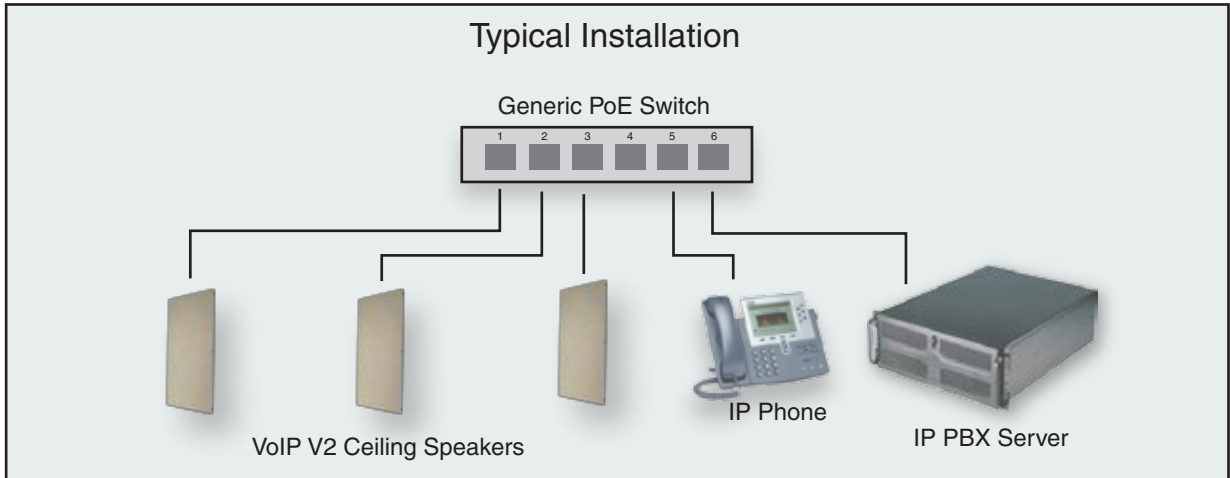 Typical Installation
Generic PoE Switch
1 2 3 4 5 6
IP Phone
VoIP V2 Ceiling Speakers
IP PBX Server